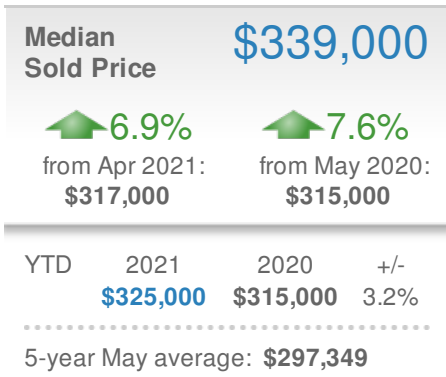 Median $339,000
Sold Price
6.9% 7.6%
from Apr 2021: from May 2020:
$317,000 $315,000
YTD 2021 2020 +/-
$325,000 $315,000 3.2%
5-year May average: $297,349